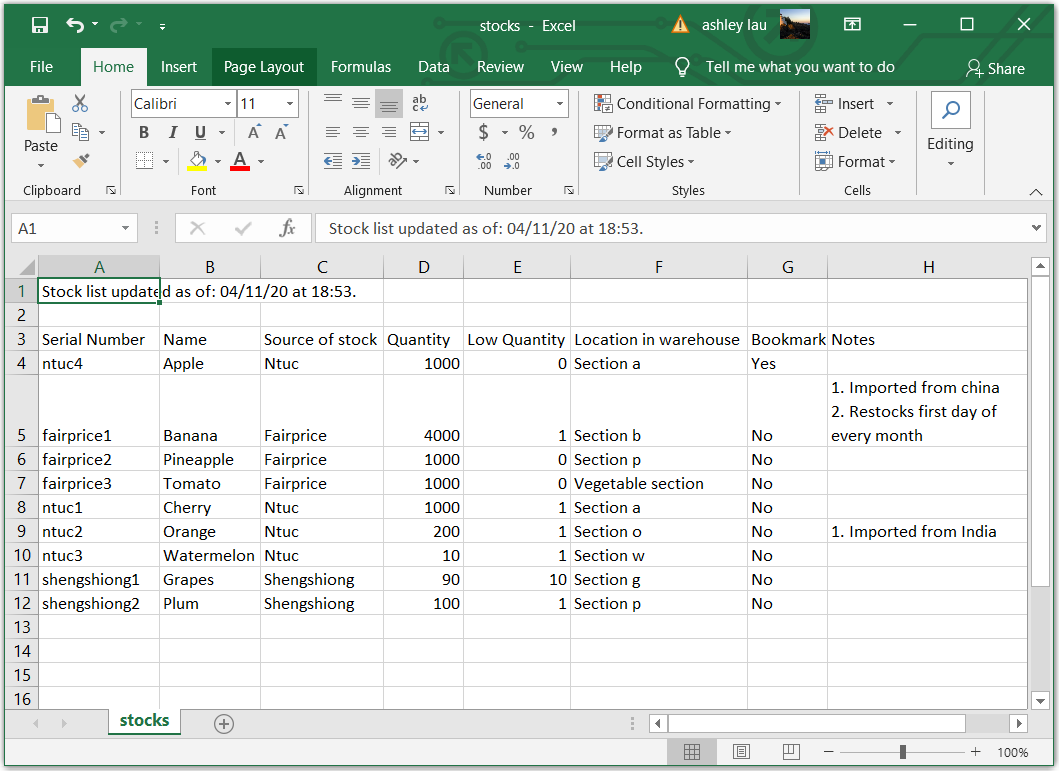 stocks - Excel
ashley lau
File Home Insert Page Layout Formulas Data Review View Help Tell me what you want to do Share
Paste
Calibri 11
B I U A A
A
ab
General
$ % ,
Conditional Formatting
Format as Table
Cell Styles
Insert
Delete
Format
Editing
Clipboard Font Alignment Number Styles Cells
A1 fx Stock list updated as of: 04/11/20 at 18:53.
A B C D E F G H
1 Stock list updated as of: 04/11/20 at 18:53.
2
3 Serial Number Name Source of stock Quantity Low Quantity Location in warehouse Bookmark Notes
4 ntuc4 Apple Ntuc 1000 0 Section a Yes
1. Imported from china
2. Restocks first day of
5 fairprice1 Banana Fairprice 4000 1 Section b No every month
6 fairprice2 Pineapple Fairprice 1000 0 Section p No
7 fairprice3 Tomato Fairprice 1000 0 Vegetable section No
8 ntuc1 Cherry Ntuc 1000 1 Section a No
9 ntuc2 Orange Ntuc 200 1 Section o No 1. Imported from India
10 ntuc3 Watermelon Ntuc 10 1 Section w No
11 shengshiong1 Grapes Shengshiong 90 10 Section g No
12 shengshiong2 Plum Shengshiong 100 1 Section p No
13
14
15
16
stocks
100%